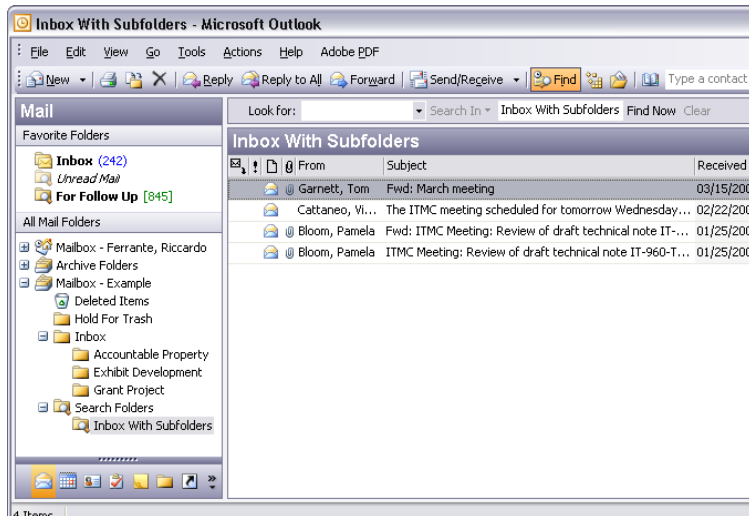 Inbox With Subfolders - Microsoft Outlook
File Edit View Go Tools Actions Help Adobe PDF
New Reply Reply to All Forward Send/Receive Find Type a contact
Mail
Look for: Search In Inbox With Subfolders Find Now Clear
Favorite Folders
Inbox (242)
Unread Mail
For Follow Up [845]
All Mail Folders
Mailbox - Ferrante, Riccardo
Archive Folders
Mailbox - Example
Deleted Items
Hold For Trash
Inbox
Accountable Property
Exhibit Development
Grant Project
Search Folders
Inbox With Subfolders
Inbox With Subfolders
From Subject Received
Garnett, Tom Fwd: March meeting 03/15/200
Cattaneo, Vi... The ITMC meeting scheduled for tomorrow Wednesday... 02/22/200
Bloom, Pamela Fwd: ITMC Meeting: Review of draft technical note IT-... 01/25/200
Bloom, Pamela ITMC Meeting: Review of draft technical note IT-960-T... 01/25/200
4 Items